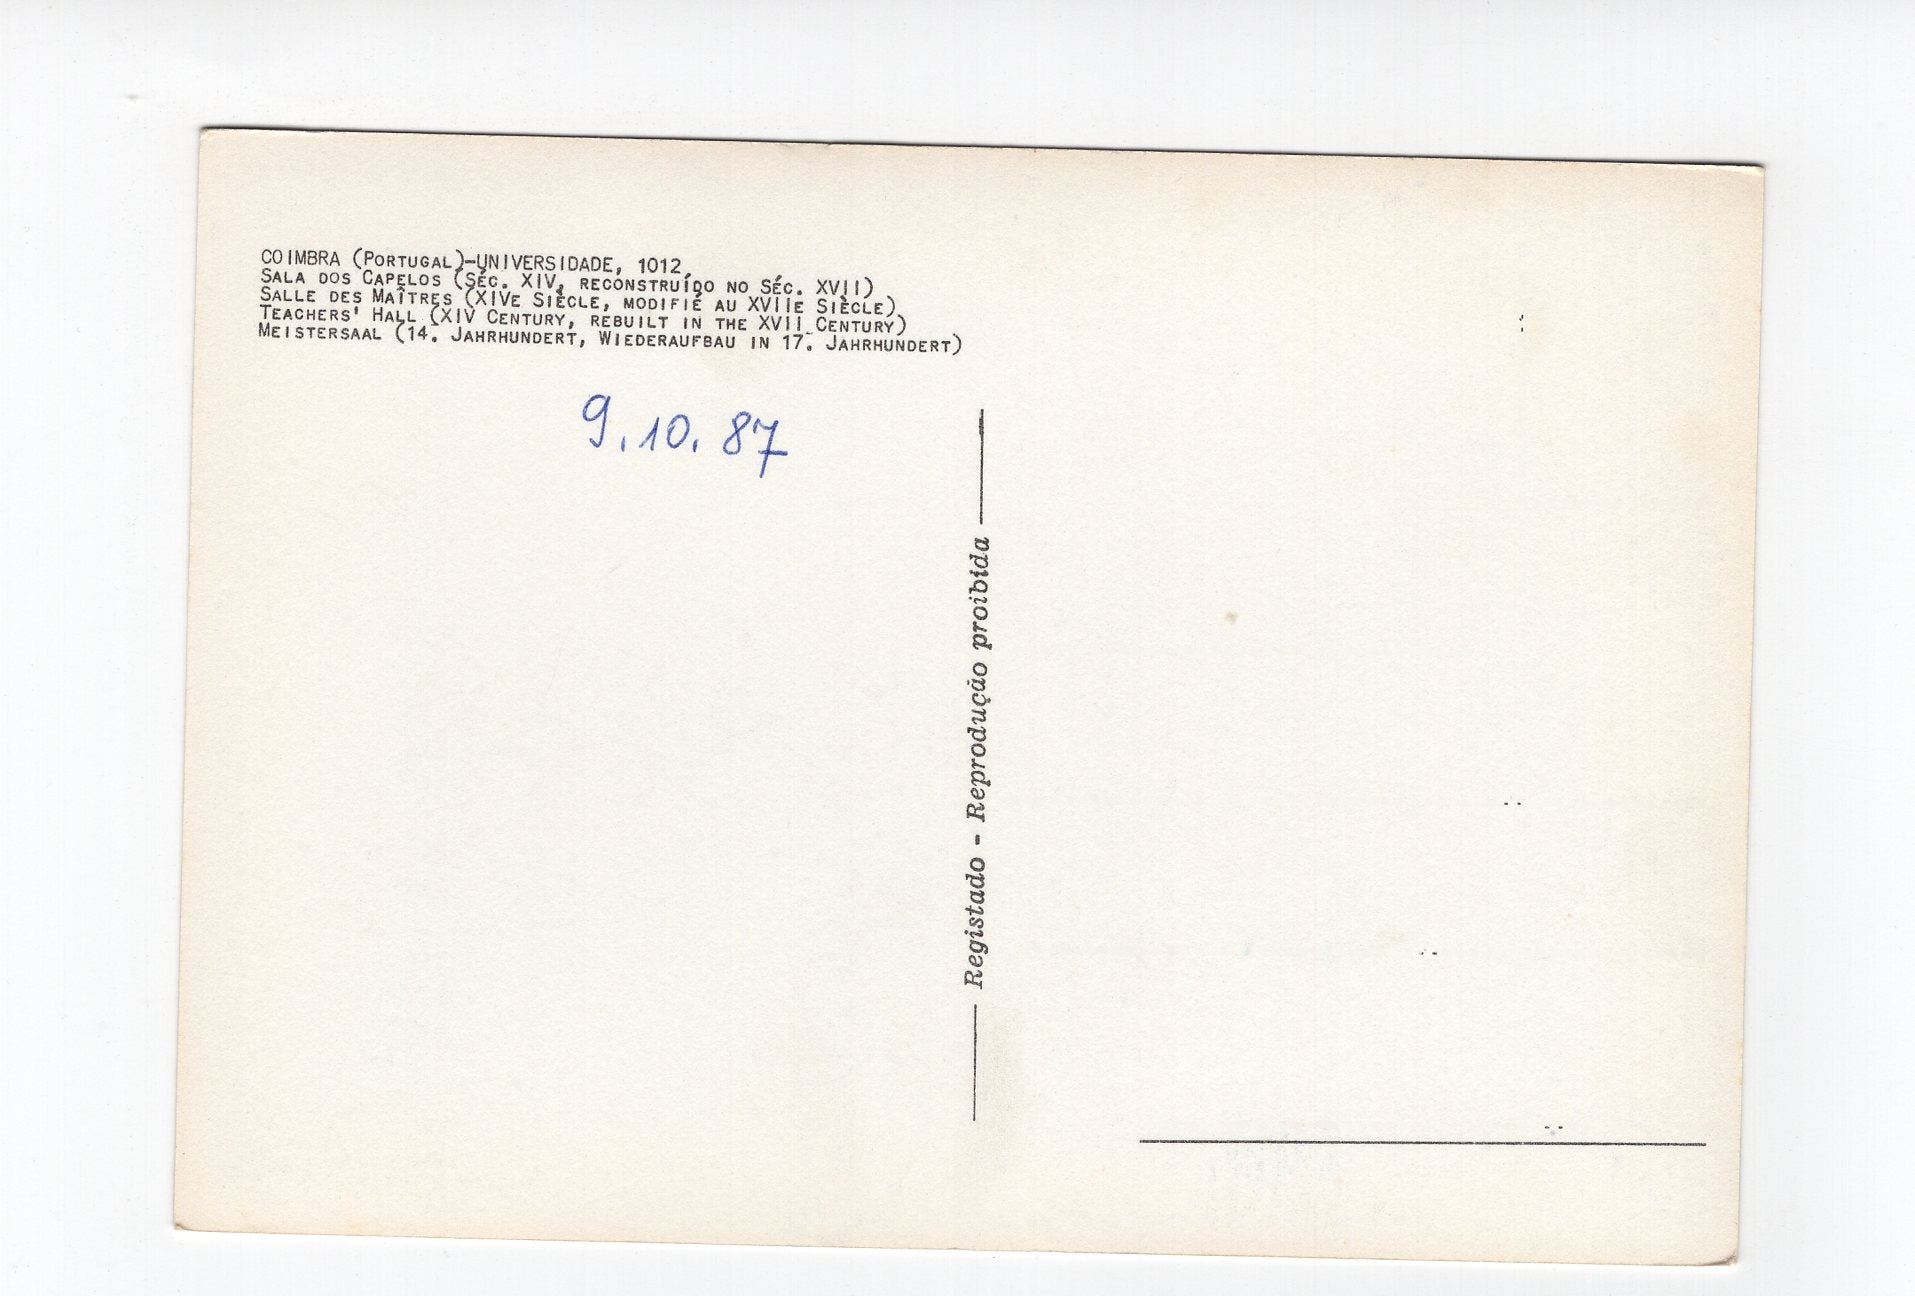 COIMBRA (PORTUGAL)-UNIVERSIDADE, 1012
SALA DOS CAPELOS (SÉC. XIV, RECONSTRUÍDO NO SÉC. XVII)
SALLE DES MAÎTRES (XIVE SIÈCLE, MODIFIÉ AU XVIIE SIÈCLE)
TEACHERS' HALL (XIV CENTURY, REBUILT IN THE XVII CENTURY)
MEISTERSAAL (14. JAHRHUNDERT, WIEDERAUFBAU IN 17. JAHRHUNDERT)
9.10.87
Registado - Reprodução proibida